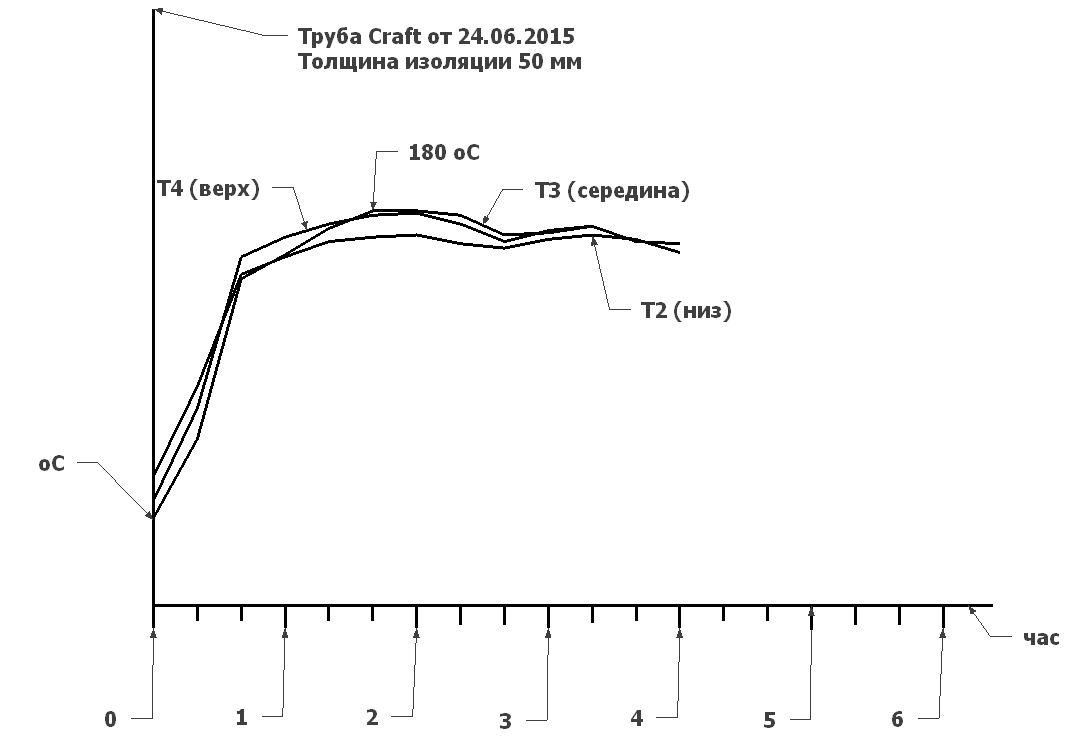 Труба Craft от 24.06.2015
Толщина изоляции 50 мм
180 оС
Т4 (верх)
Т3 (середина)
Т2 (низ)
оС
час
0
1
2
3
4
5
6